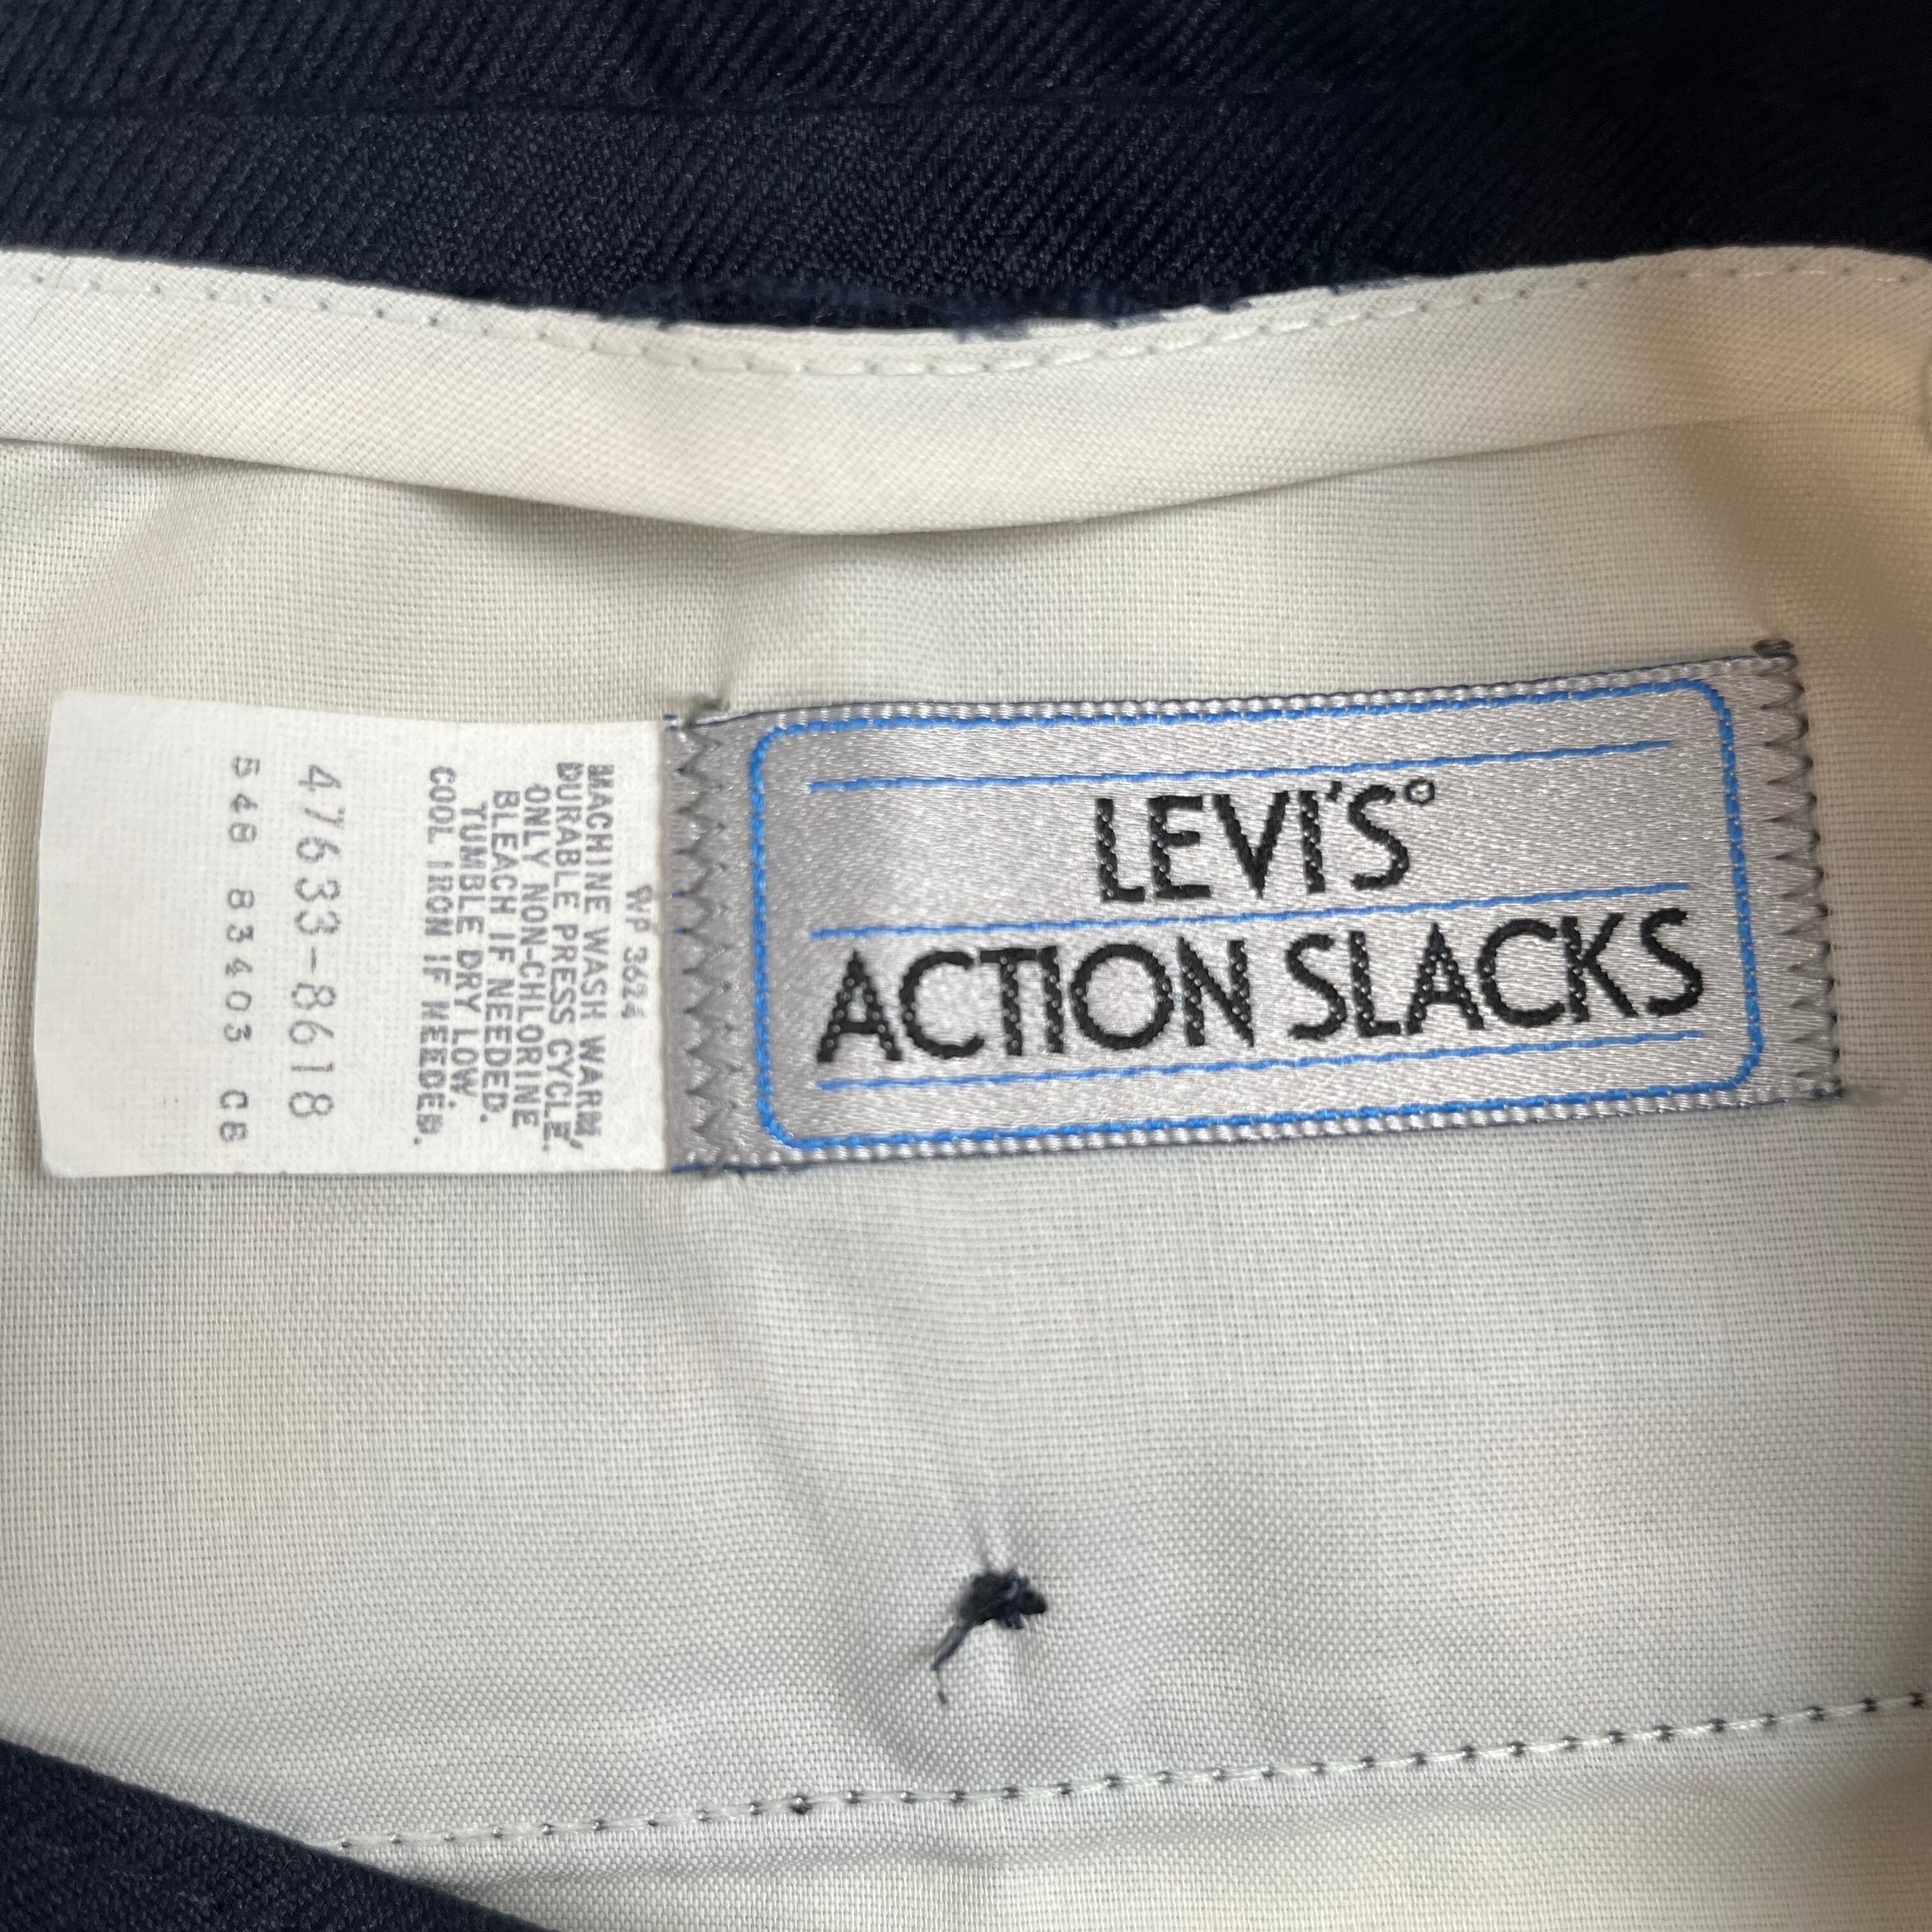 LEVI'S®
ACTION SLACKS
WP 3624
MACHINE WASH WARM,
DURABLE PRESS CYCLE.
ONLY NON-CHLORINE
BLEACH IF NEEDED.
TUMBLE DRY LOW.
COOL IRON IF NEEDED.
47633-8618
548 83403 CB